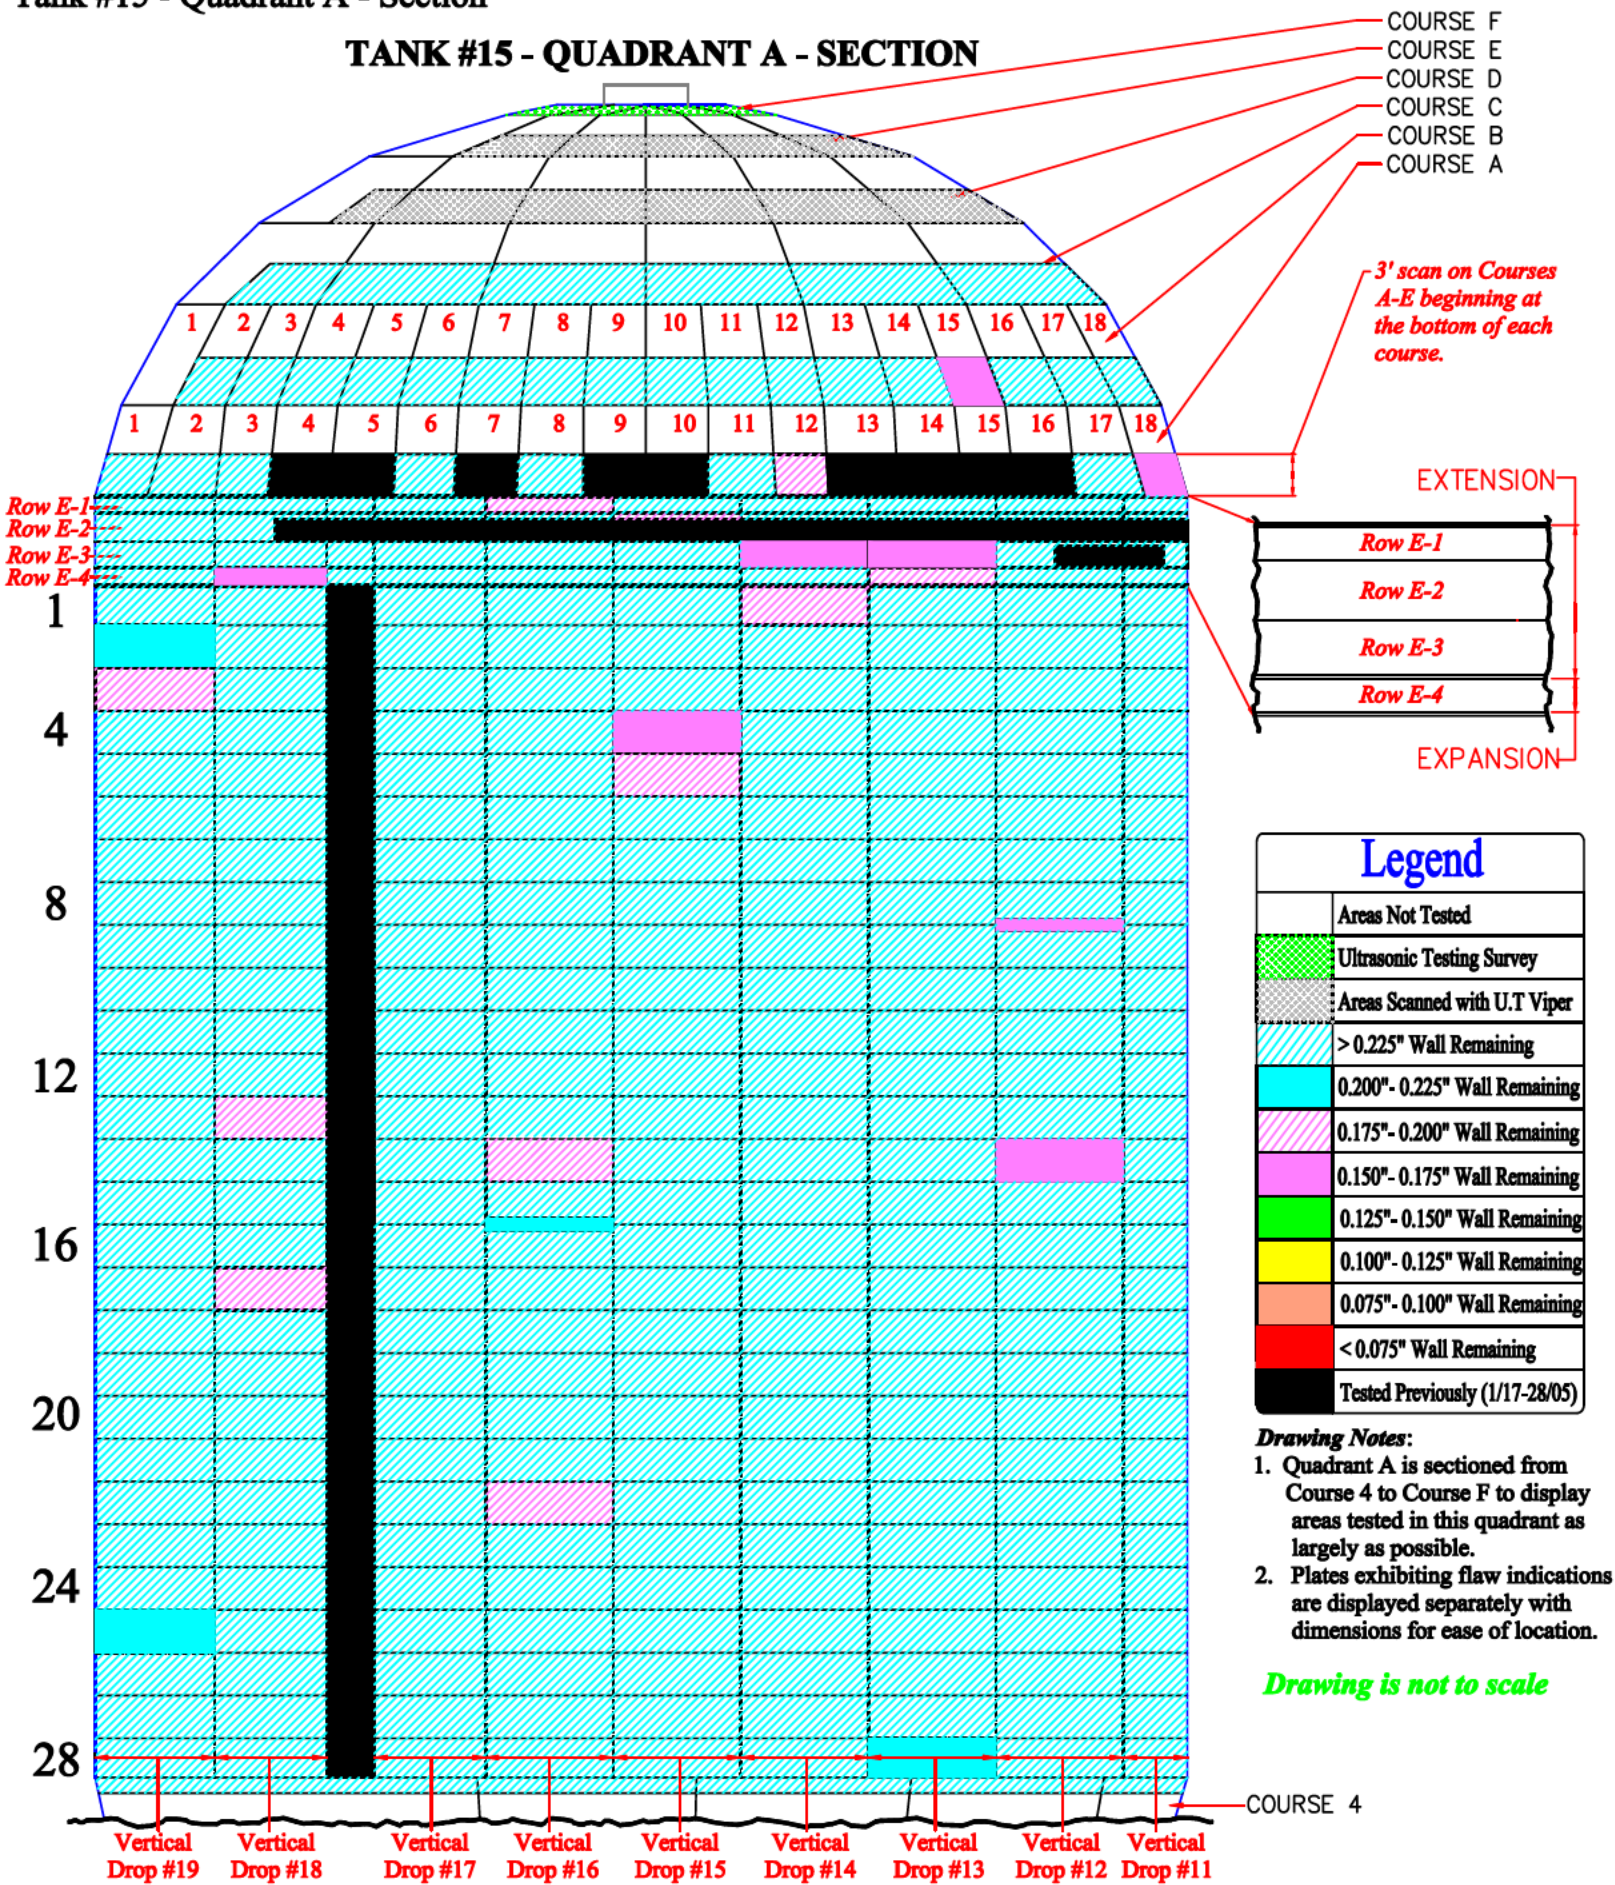 Tank #15 - Quadrant A - Section
TANK #15 - QUADRANT A - SECTION
COURSE F
COURSE E
COURSE D
COURSE C
COURSE B
COURSE A
3' scan on Courses
A-E beginning at
the bottom of each
course.
1 2 3 4 5 6 7 8 9 10 11 12 13 14 15 16 17 18
1 2 3 4 5 6 7 8 9 10 11 12 13 14 15 16 17 18
Row E-1
Row E-2
Row E-3
Row E-4
EXTENSION
Row E-1
Row E-2
Row E-3
Row E-4
EXPANSION
1
4
8
12
16
20
24
28
Legend
Areas Not Tested
Ultrasonic Testing Survey
Areas Scanned with U.T Viper
> 0.225" Wall Remaining
0.200"- 0.225" Wall Remaining
0.175"- 0.200" Wall Remaining
0.150"- 0.175" Wall Remaining
0.125"- 0.150" Wall Remaining
0.100"- 0.125" Wall Remaining
0.075"- 0.100" Wall Remaining
< 0.075" Wall Remaining
Tested Previously (1/17-28/05)
Drawing Notes:
1. Quadrant A is sectioned from
Course 4 to Course F to display
areas tested in this quadrant as
largely as possible.
2. Plates exhibiting flaw indications
are displayed separately with
dimensions for ease of location.
Drawing is not to scale
COURSE 4
Vertical
Drop #19
Vertical
Drop #18
Vertical
Drop #17
Vertical
Drop #16
Vertical
Drop #15
Vertical
Drop #14
Vertical
Drop #13
Vertical
Drop #12
Vertical
Drop #11